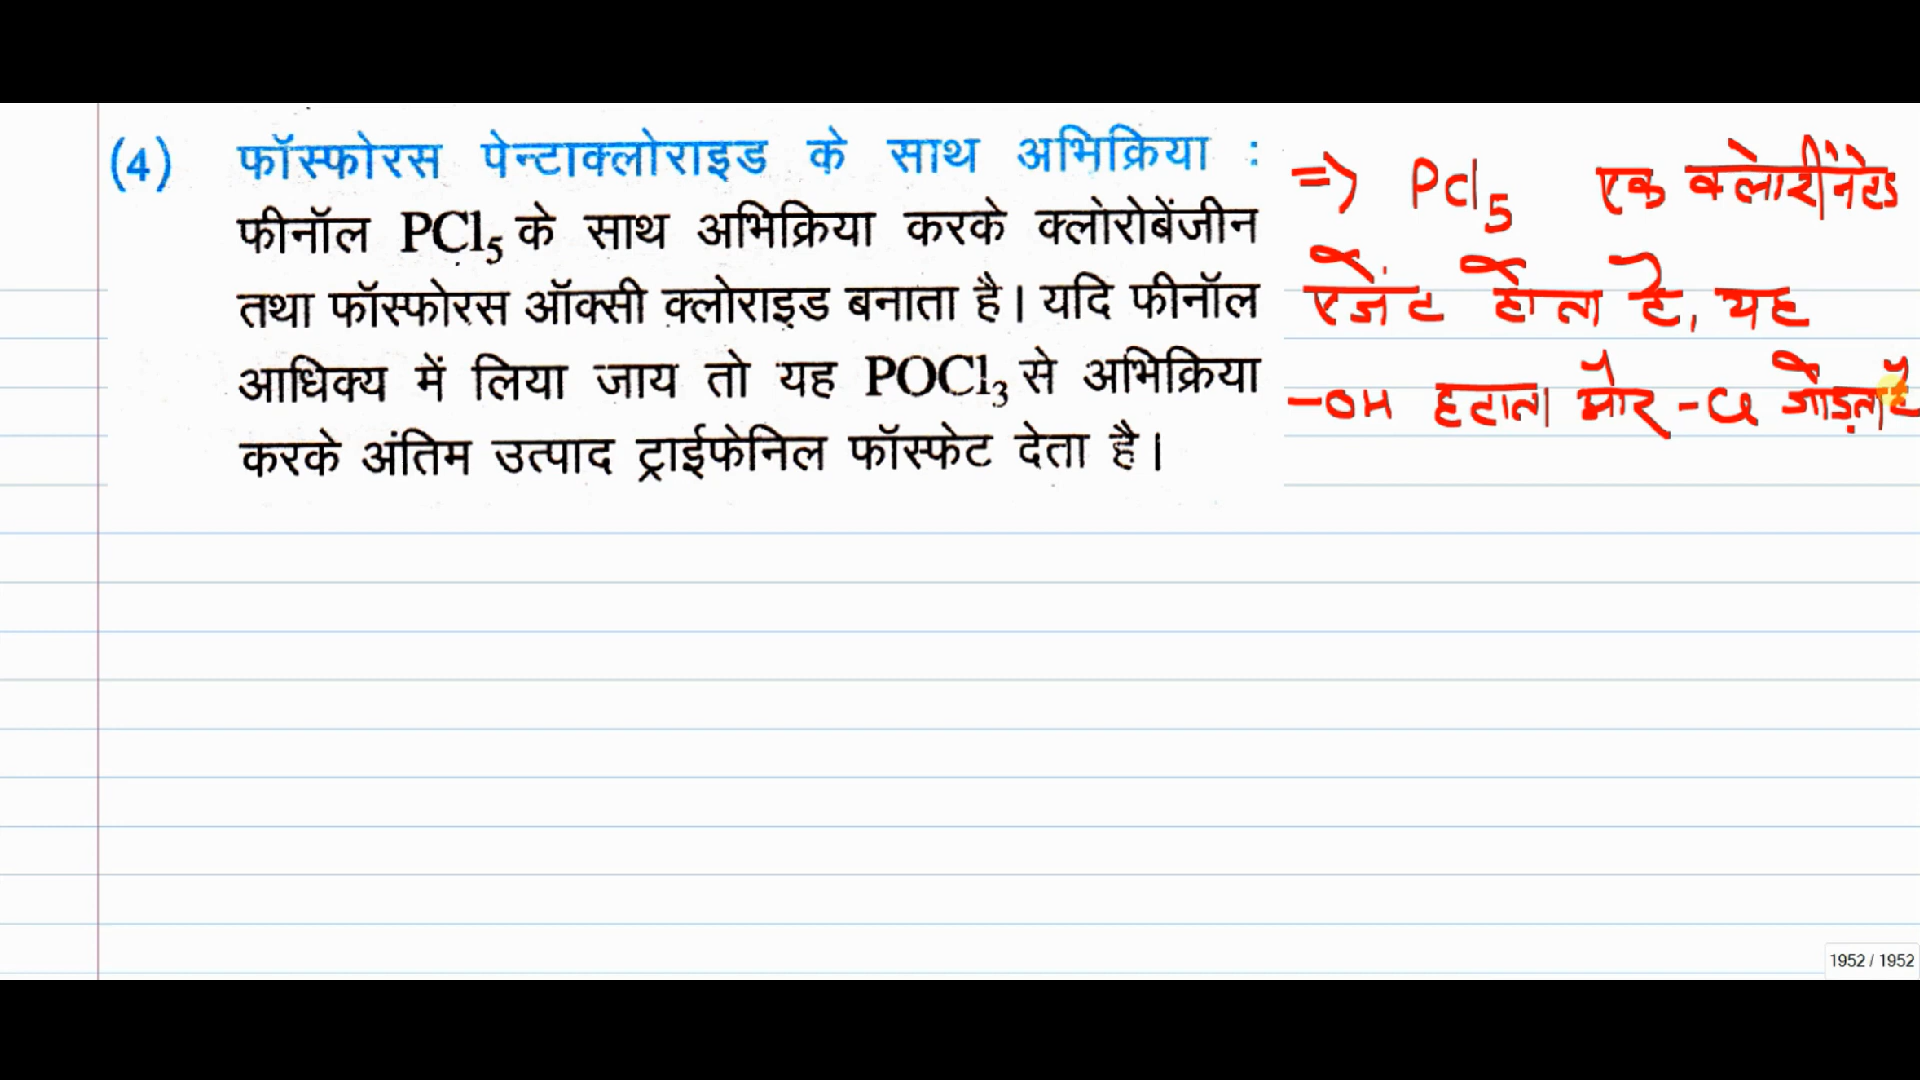 (4) फॉस्फोरस पेन्टाक्लोराइड के साथ अभिक्रिया :
फीनॉल PCl₅ के साथ अभिक्रिया करके क्लोरोबेंजीन
तथा फॉस्फोरस ऑक्सी क्लोराइड बनाता है। यदि फीनॉल
आधिक्य में लिया जाय तो यह POCl₃ से अभिक्रिया
करके अंतिम उत्पाद ट्राईफेनिल फॉस्फेट देता है।
=> PCl₅ एक क्लोरीनेटेड
एजेंट होता है, यह
-OH हटाता और -Cl जोड़ता है
1952 / 1952